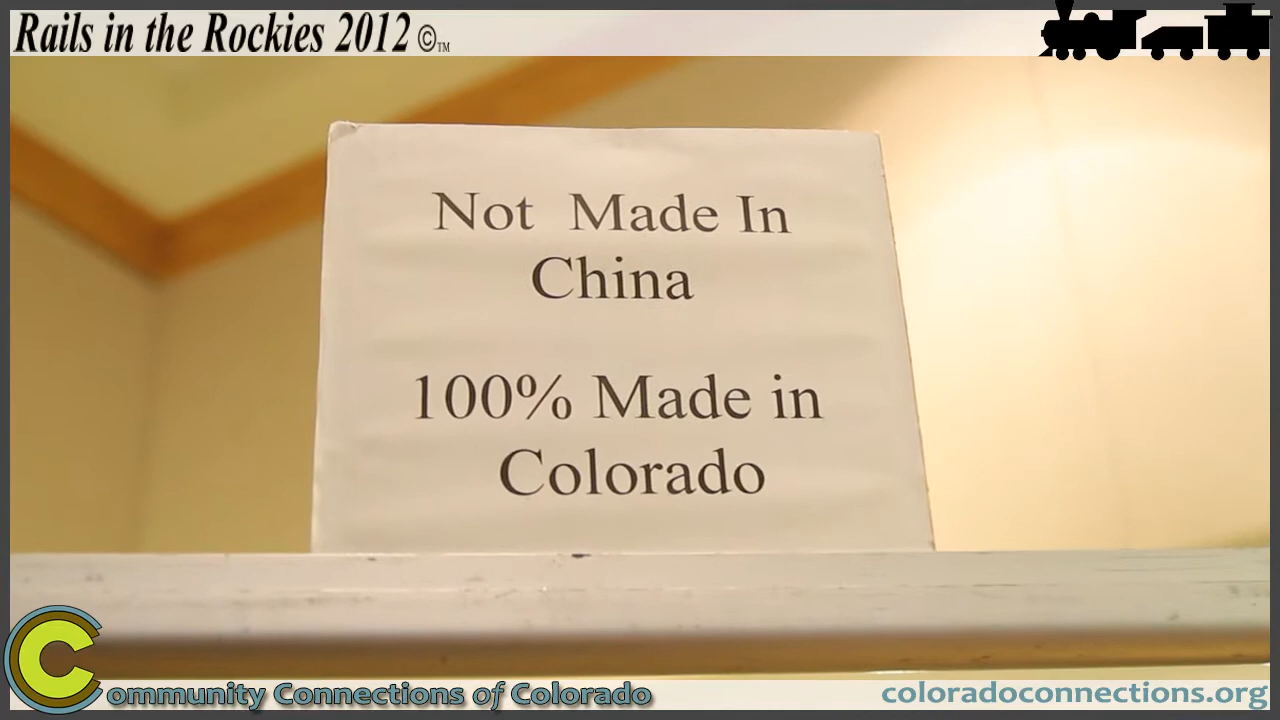 Rails in the Rockies 2012 ©™
Not Made In
China
100% Made in
Colorado
Community Connections of Colorado
coloradoconnections.org